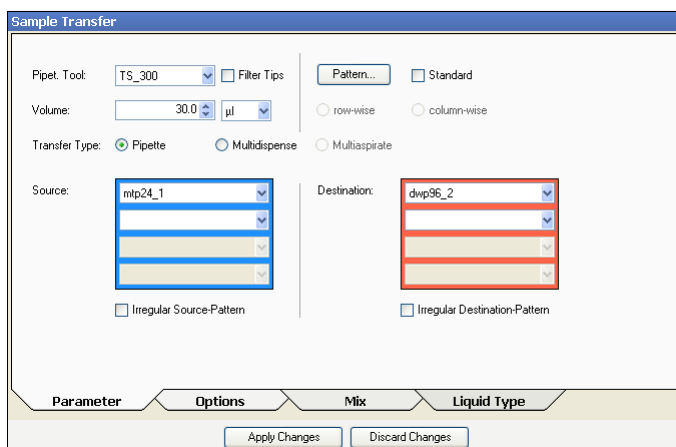 Sample Transfer
Pipet. Tool: TS_300 Filter Tips Pattern... Standard
Volume: 30.0 µl row-wise column-wise
Transfer Type: Pipette Multidispense Multiaspirate
Source: mtp24_1 Destination: dwp96_2
Irregular Source-Pattern Irregular Destination-Pattern
Parameter Options Mix Liquid Type
Apply Changes Discard Changes